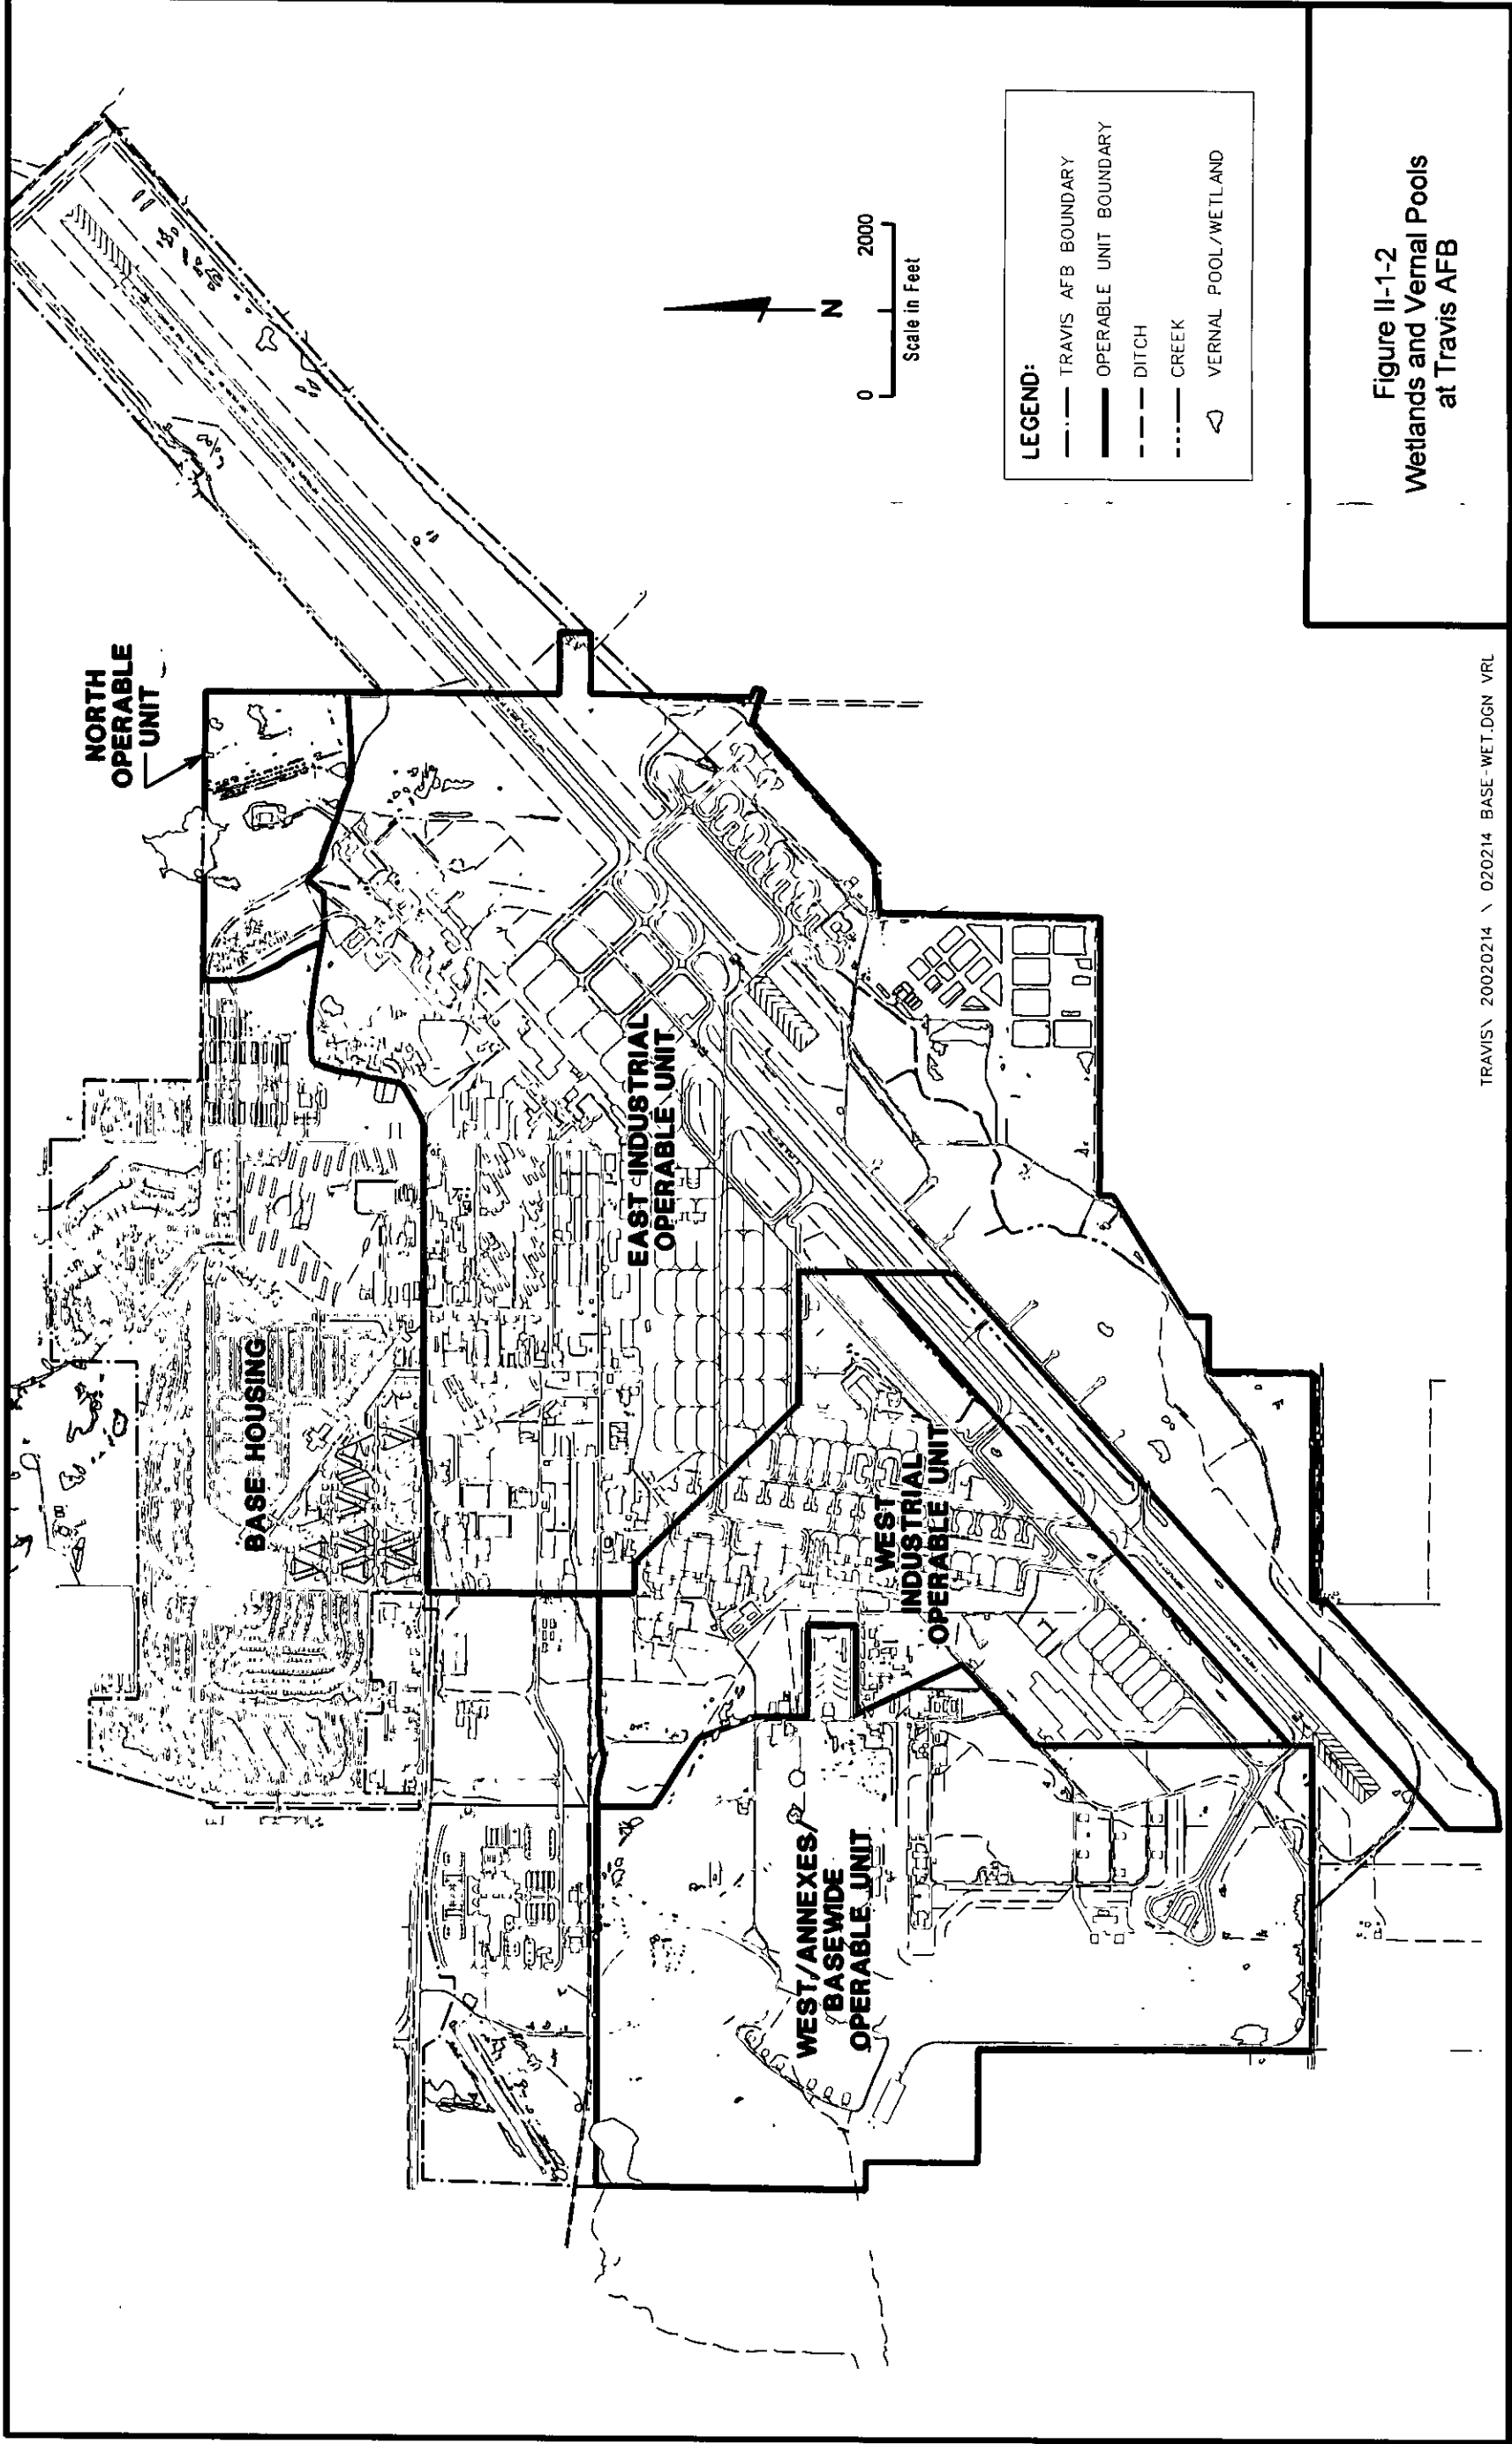 NORTH
OPERABLE
UNIT
BASE HOUSING
EAST INDUSTRIAL
OPERABLE UNIT
WEST
INDUSTRIAL
OPERABLE UNIT
WEST/ANNEXES/
BASEWIDE
OPERABLE UNIT
N
0 2000
Scale in Feet
LEGEND:
TRAVIS AFB BOUNDARY
OPERABLE UNIT BOUNDARY
DITCH
CREEK
VERNAL POOL/WETLAND
Figure II-1-2
Wetlands and Vernal Pools
at Travis AFB
TRAVIS\ 20020214 \ 020214 BASE-WET.DGN VRL